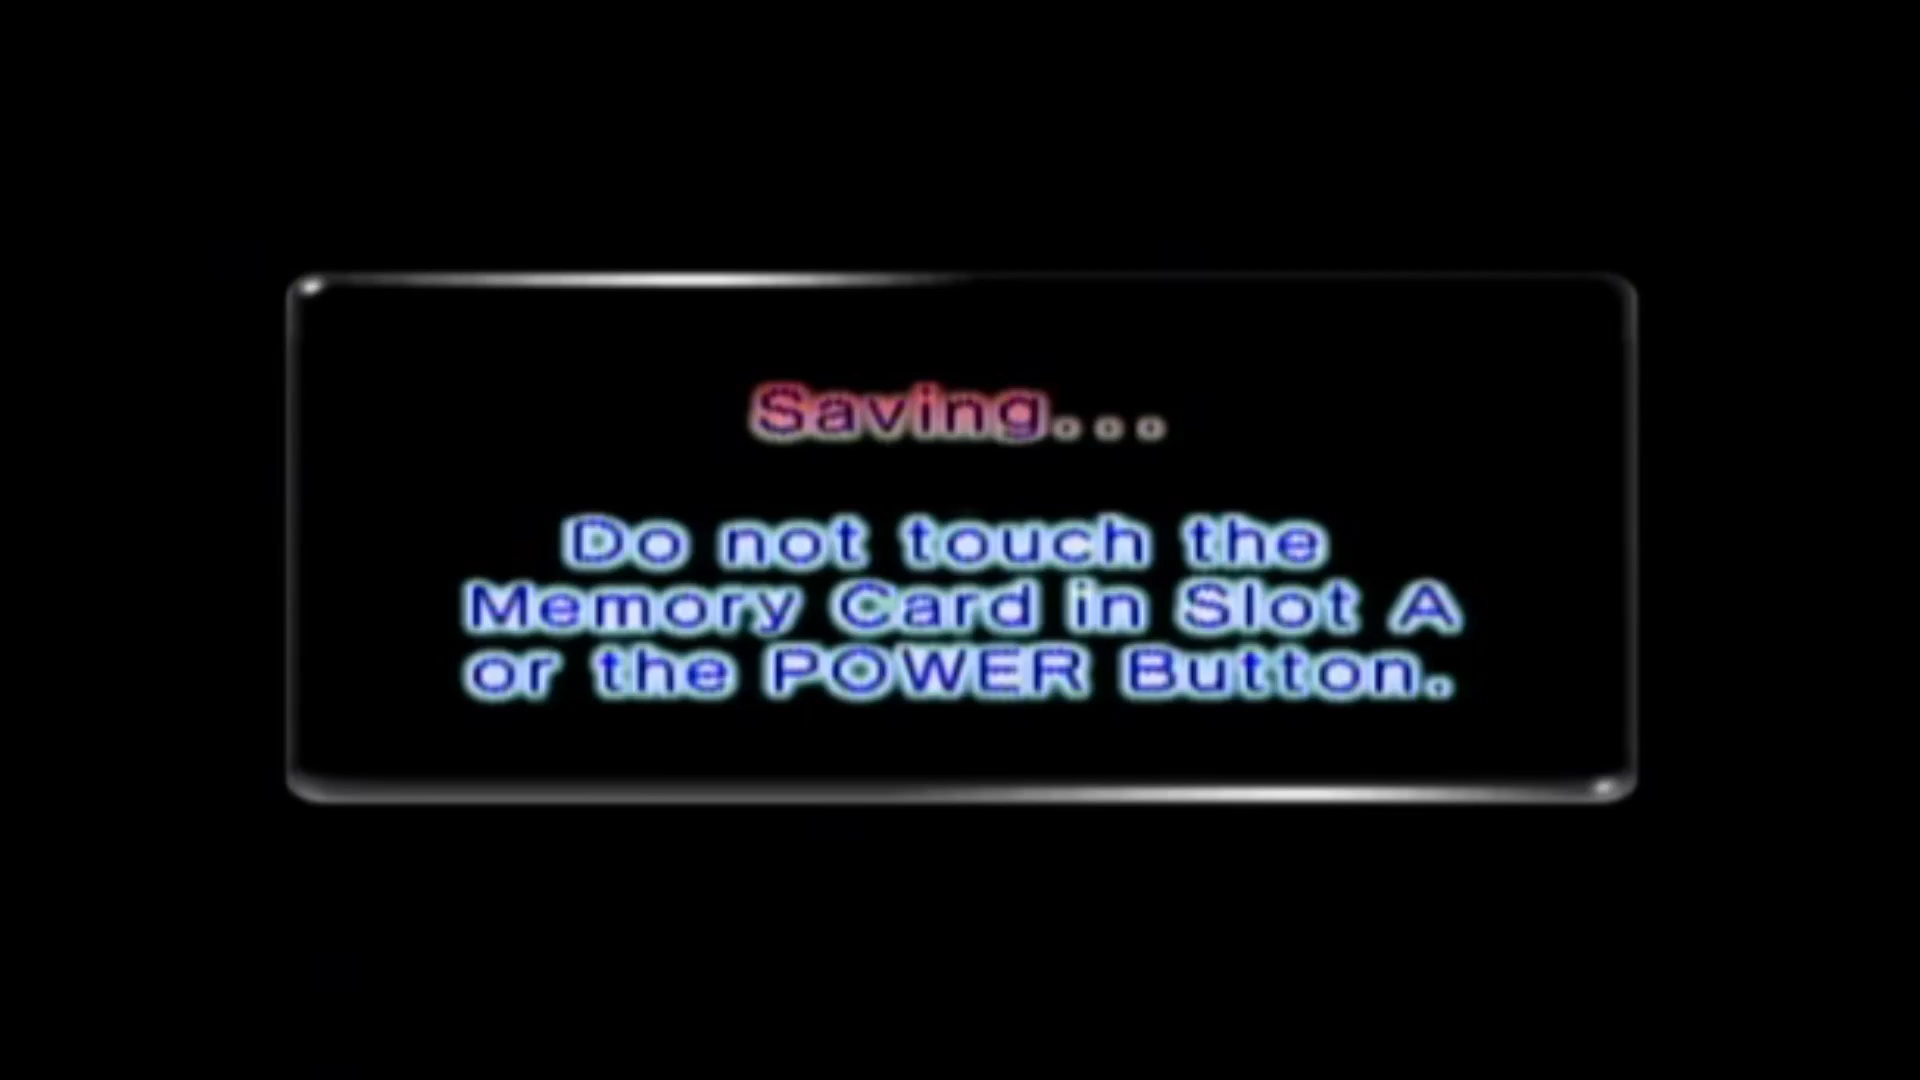 Saving...
Do not touch the
Memory Card in Slot A
or the POWER Button.